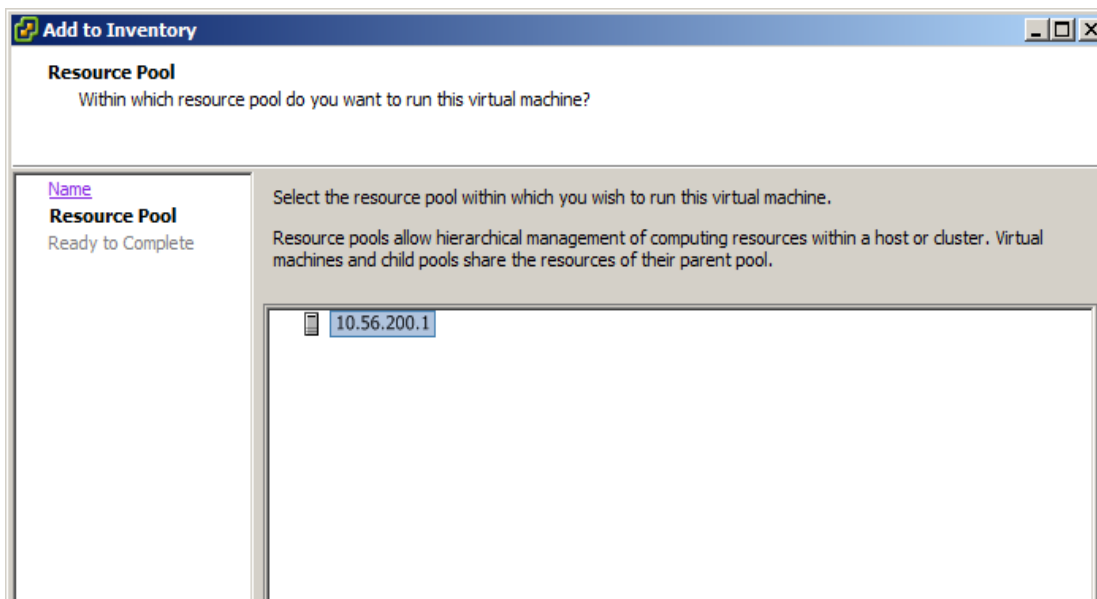 Add to Inventory
Resource Pool
Within which resource pool do you want to run this virtual machine?
Name
Resource Pool
Ready to Complete
Select the resource pool within which you wish to run this virtual machine.
Resource pools allow hierarchical management of computing resources within a host or cluster. Virtual
machines and child pools share the resources of their parent pool.
10.56.200.1